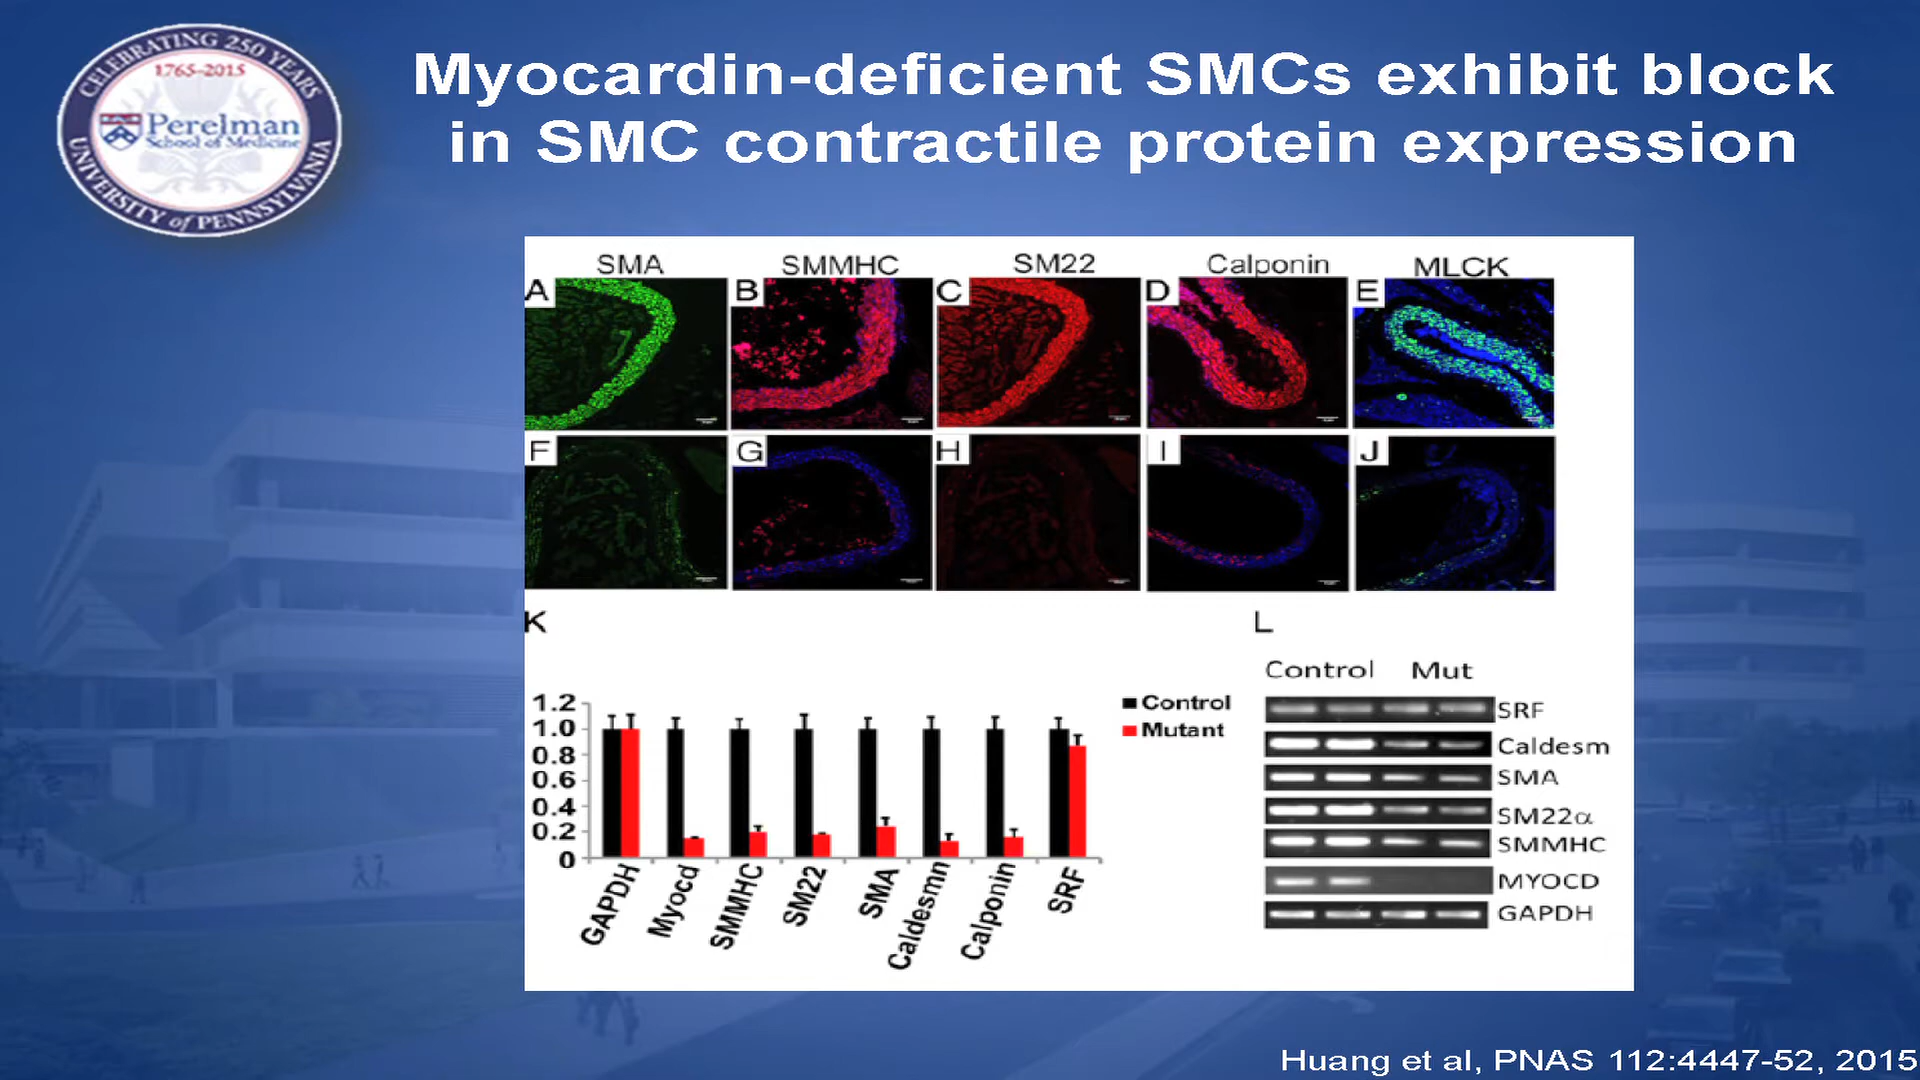 CELEBRATING 250 YEARS
1765-2015
Perelman
School of Medicine
UNIVERSITY of PENNSYLVANIA
Myocardin-deficient SMCs exhibit block
in SMC contractile protein expression
SMA SMMHC SM22 Calponin MLCK
A B C D E
F G H I J
K
1.2
1.0
0.8
0.6
0.4
0.2
0
GAPDH Myocd SMMHC SM22 SMA Caldesmn Calponin SRF
Control
Mutant
L
Control Mut
SRF
Caldesm
SMA
SM22α
SMMHC
MYOCD
GAPDH
Huang et al, PNAS 112:4447-52, 2015